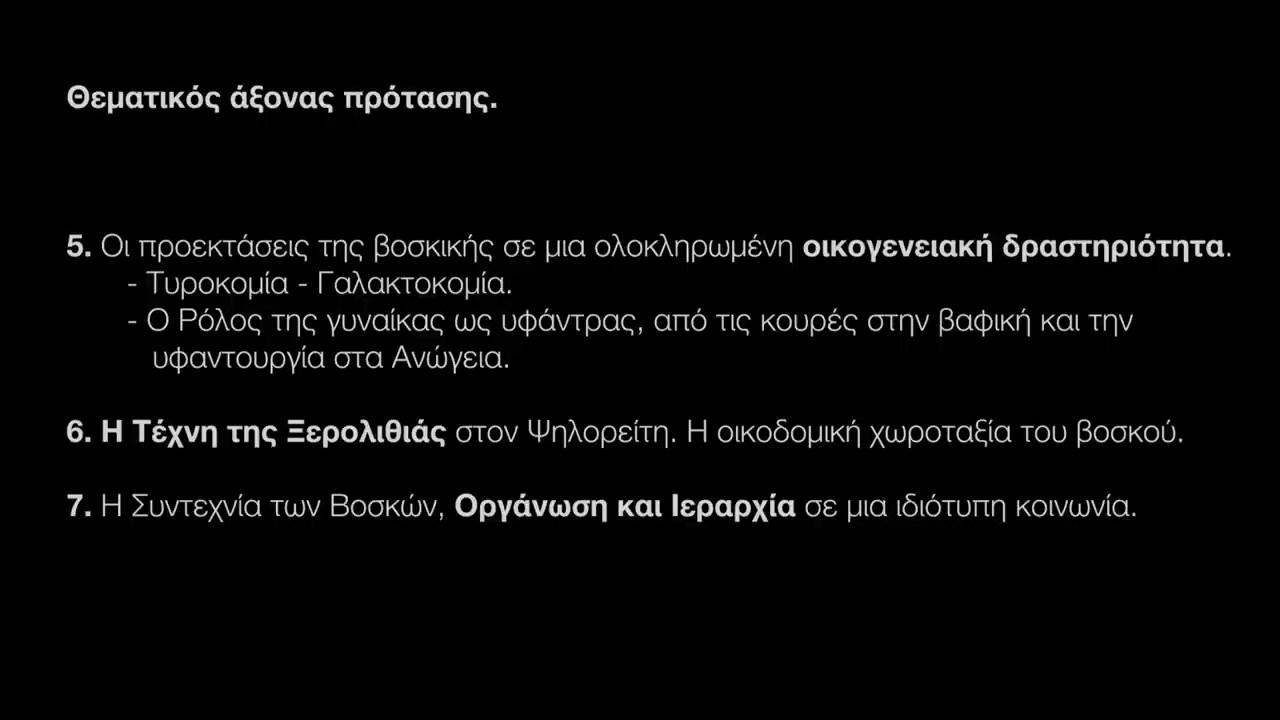 Θεματικός άξονας πρότασης.
5. Οι προεκτάσεις της βοσκικής σε μια ολοκληρωμένη οικογενειακή δραστηριότητα.
- Τυροκομία - Γαλακτοκομία.
- Ο Ρόλος της γυναίκας ως υφάντρας, από τις κουρές στην βαφική και την
υφαντουργία στα Ανώγεια.
6. Η Τέχνη της Ξερολιθιάς στον Ψηλορείτη. Η οικοδομική χωροταξία του βοσκού.
7. Η Συντεχνία των Βοσκών, Οργάνωση και Ιεραρχία σε μια ιδιότυπη κοινωνία.